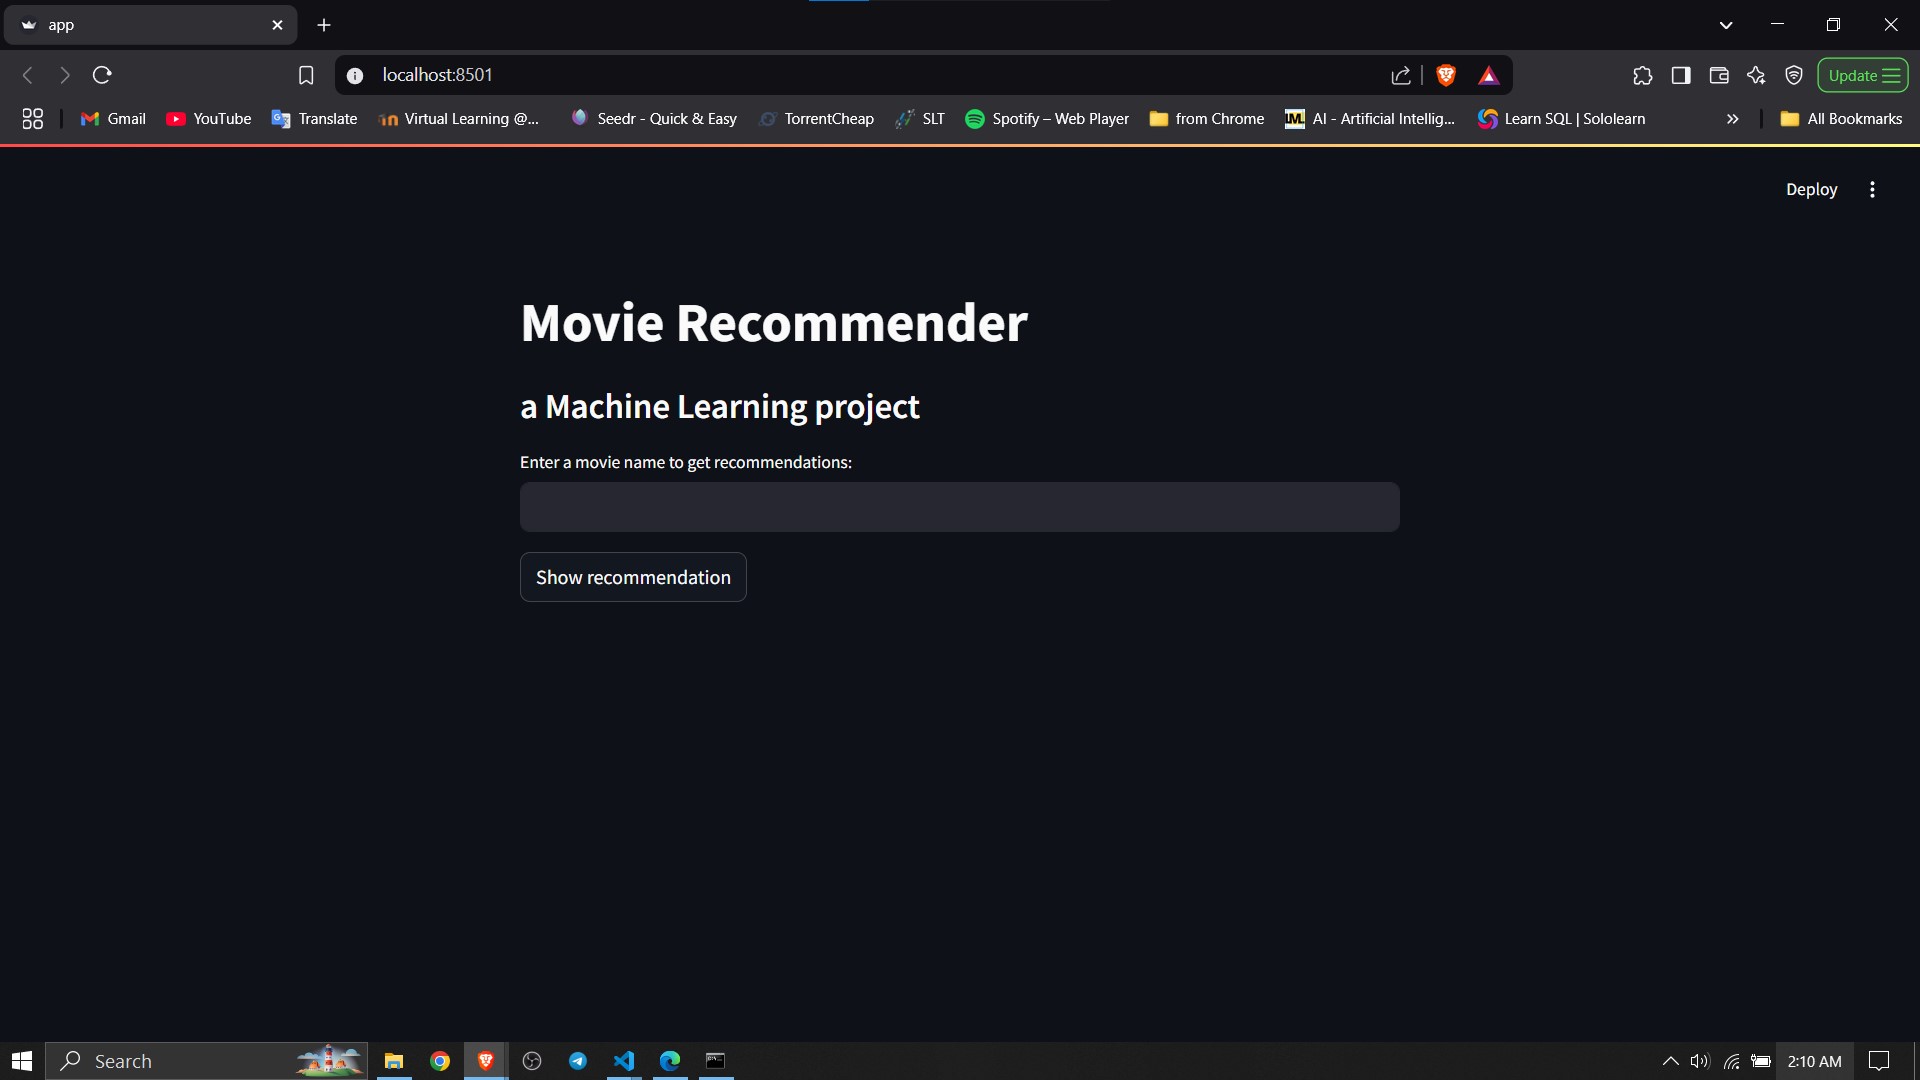 app
localhost:8501
Update
Gmail YouTube Translate Virtual Learning @... Seedr - Quick & Easy TorrentCheap SLT Spotify – Web Player from Chrome AI - Artificial Intellig... Learn SQL | Sololearn » All Bookmarks
Deploy
Movie Recommender
a Machine Learning project
Enter a movie name to get recommendations:
Show recommendation
Search
2:10 AM